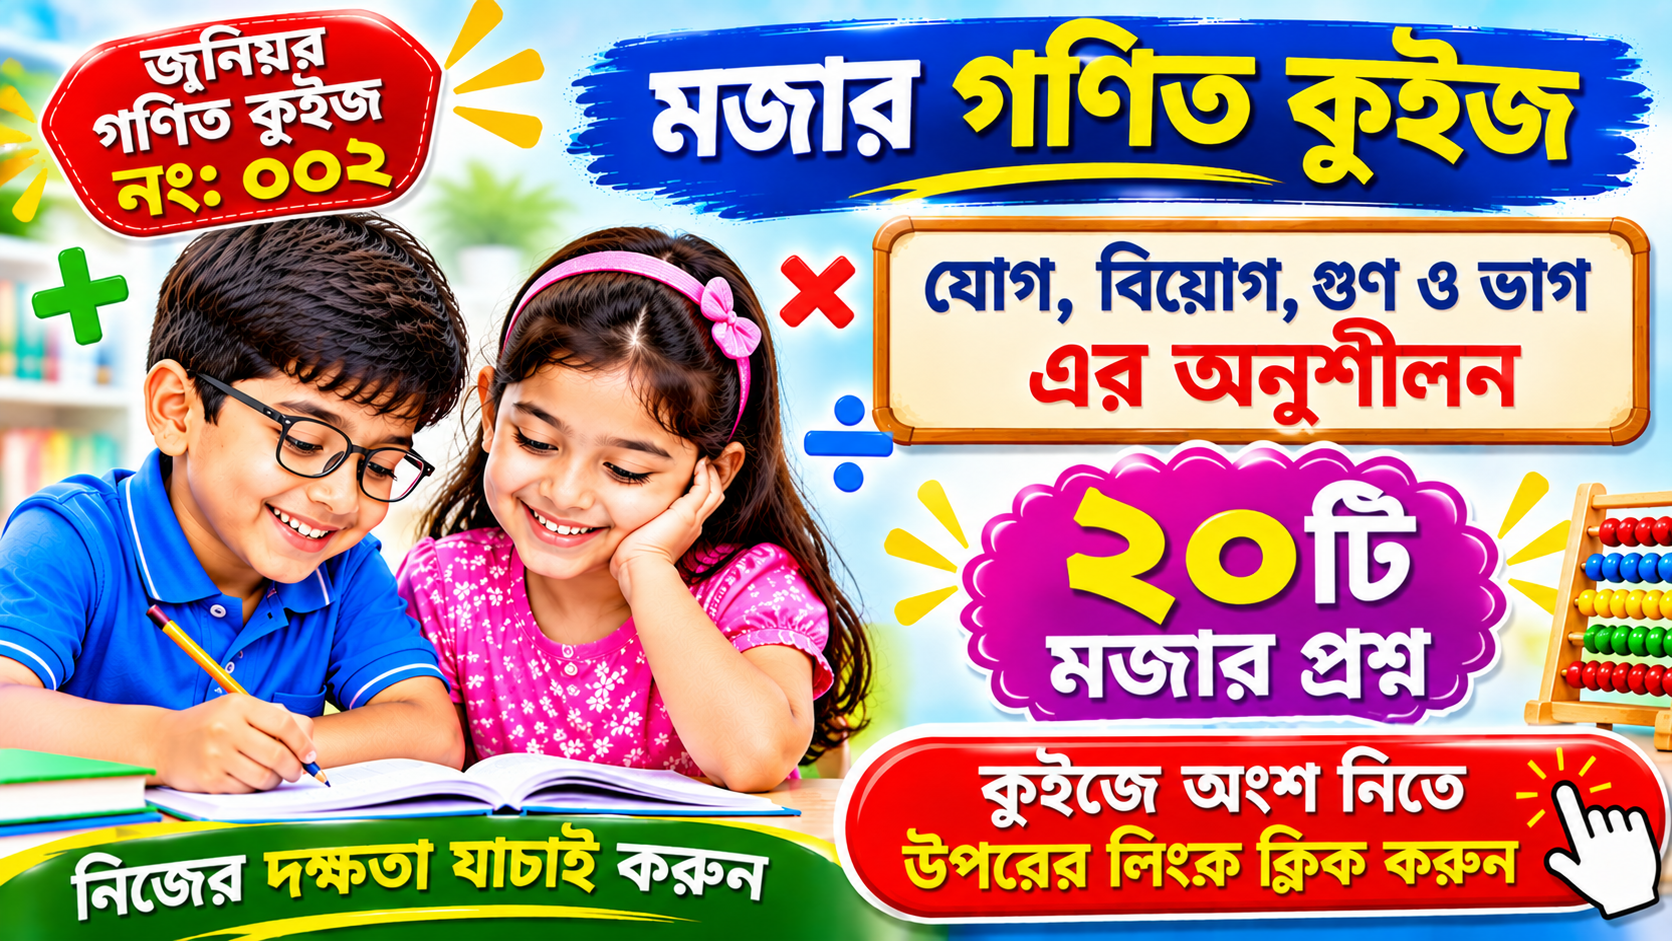 জুনিয়র
গণিত কুইজ
নং: ০০২
মজার গণিত কুইজ
যোগ, বিয়োগ, গুণ ও ভাগ
এর অনুশীলন
২০টি
মজার প্রশ্ন
কুইজে অংশ নিতে
উপরের লিংক ক্লিক করুন
নিজের দক্ষতা যাচাই করুন